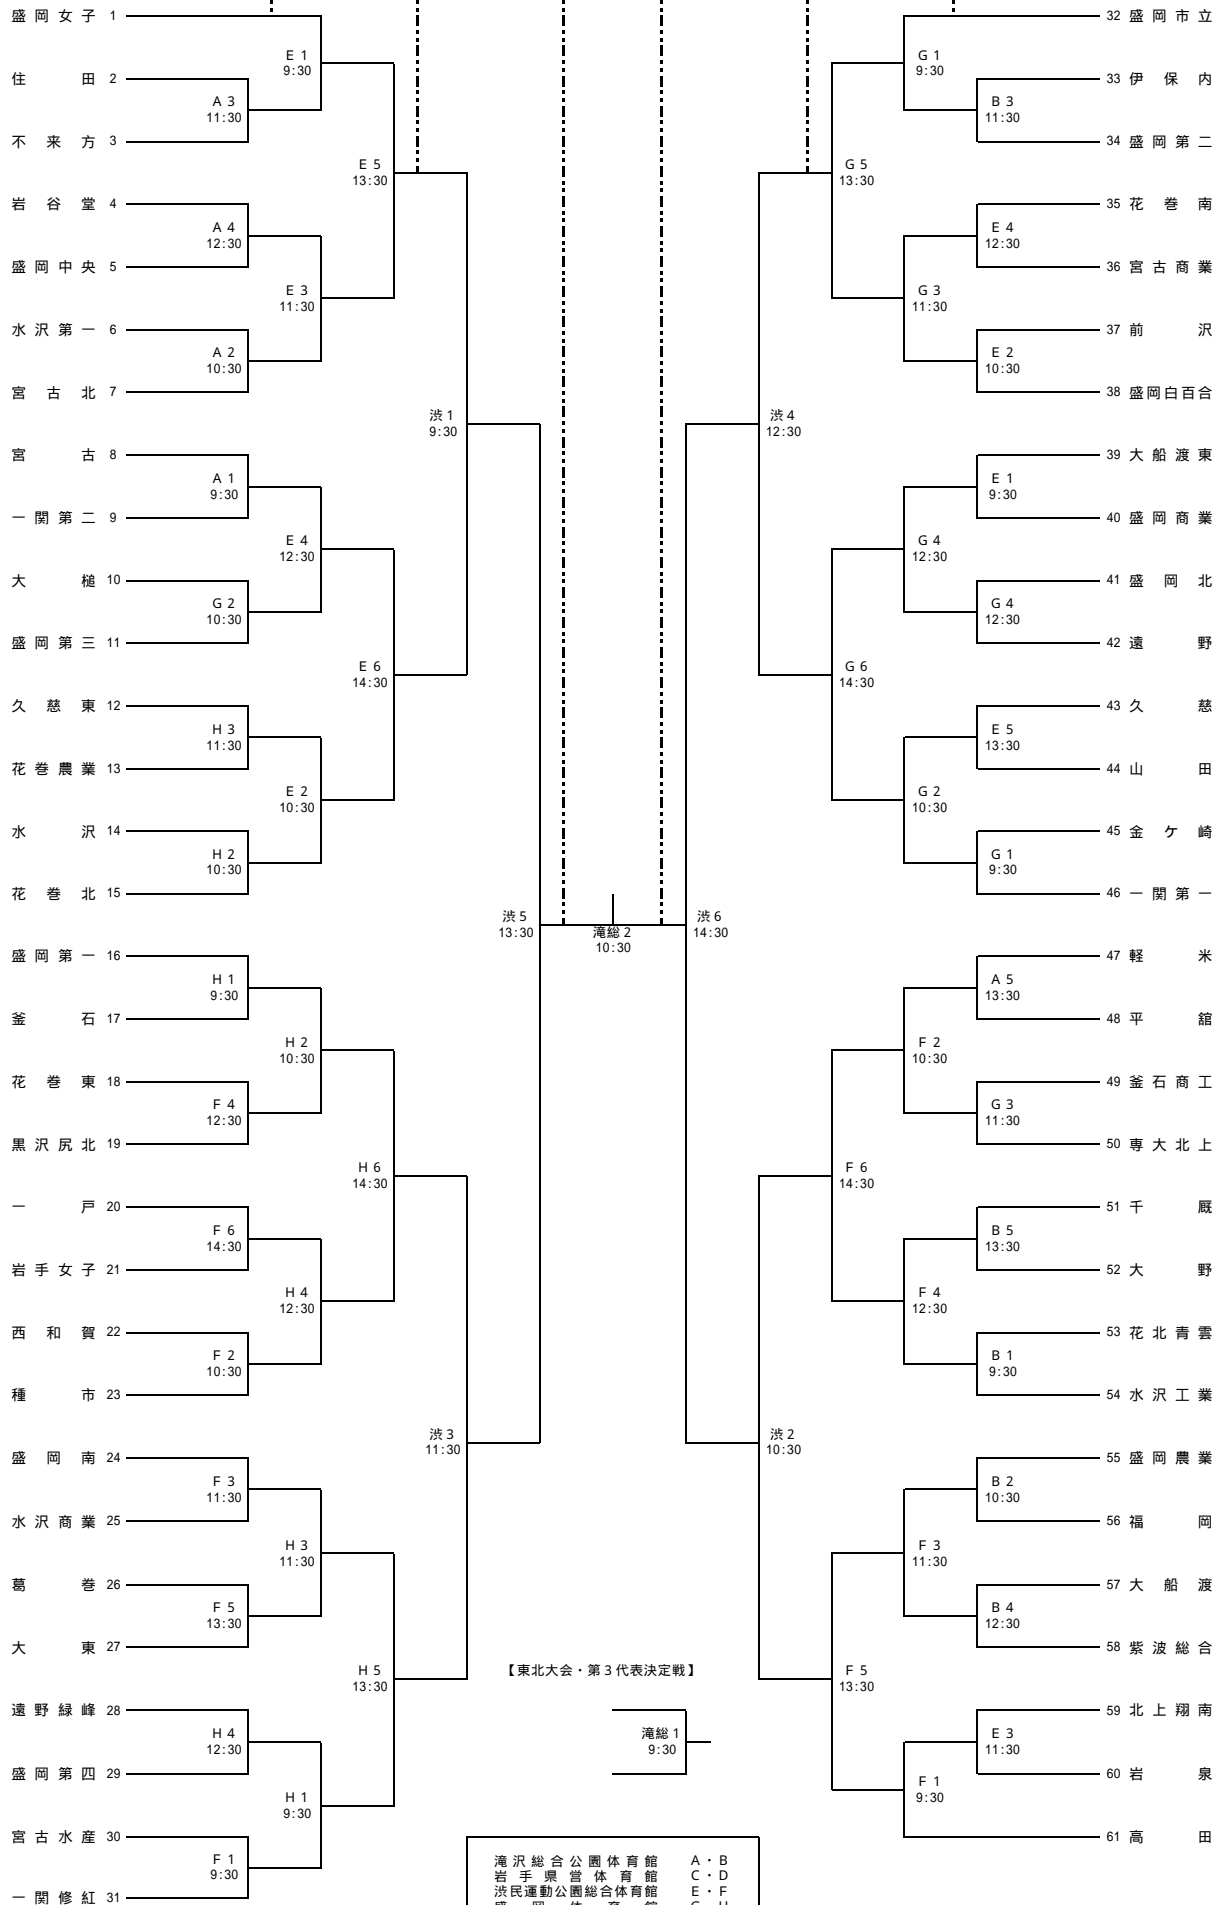 盛岡女子 1
E 1
9:30
住田 2
A 3
11:30
不来方 3
E 5
13:30
岩谷堂 4
A 4
12:30
盛岡中央 5
E 3
11:30
水沢第一 6
A 2
10:30
宮古北 7
渋1
9:30
宮古 8
A 1
9:30
一関第二 9
E 4
12:30
大槌 10
G 2
10:30
盛岡第三 11
E 6
14:30
久慈東 12
H 3
11:30
花巻農業 13
E 2
10:30
水沢 14
H 2
10:30
花巻北 15
渋5
13:30
盛岡第一 16
H 1
9:30
釜石 17
H 2
10:30
花巻東 18
F 4
12:30
黒沢尻北 19
H 6
14:30
一戸 20
F 6
14:30
岩手女子 21
H 4
12:30
西和賀 22
F 2
10:30
種市 23
渋3
11:30
盛岡南 24
F 3
11:30
水沢商業 25
H 3
11:30
葛巻 26
F 5
13:30
大東 27
H 5
13:30
遠野緑峰 28
H 4
12:30
盛岡第四 29
H 1
9:30
宮古水産 30
F 1
9:30
一関修紅 31
滝総2
10:30
【東北大会・第3代表決定戦】
滝総1
9:30
滝沢総合公園体育館 A・B
岩手県営体育館 C・D
渋民運動公園総合体育館 E・F
32 盛岡市立
G 1
9:30
33 伊保内
B 3
11:30
34 盛岡第二
G 5
13:30
35 花巻南
E 4
12:30
36 宮古商業
G 3
11:30
37 前沢
E 2
10:30
38 盛岡白百合
渋4
12:30
39 大船渡東
E 1
9:30
40 盛岡商業
G 4
12:30
41 盛岡北
G 4
12:30
42 遠野
G 6
14:30
43 久慈
E 5
13:30
44 山田
G 2
10:30
45 金ケ崎
G 1
9:30
46 一関第一
渋6
14:30
47 軽米
A 5
13:30
48 平舘
F 2
10:30
49 釜石商工
G 3
11:30
50 専大北上
F 6
14:30
51 千厩
B 5
13:30
52 大野
F 4
12:30
53 花北青雲
B 1
9:30
54 水沢工業
渋2
10:30
55 盛岡農業
B 2
10:30
56 福岡
F 3
11:30
57 大船渡
B 4
12:30
58 紫波総合
F 5
13:30
59 北上翔南
E 3
11:30
60 岩泉
F 1
9:30
61 高田